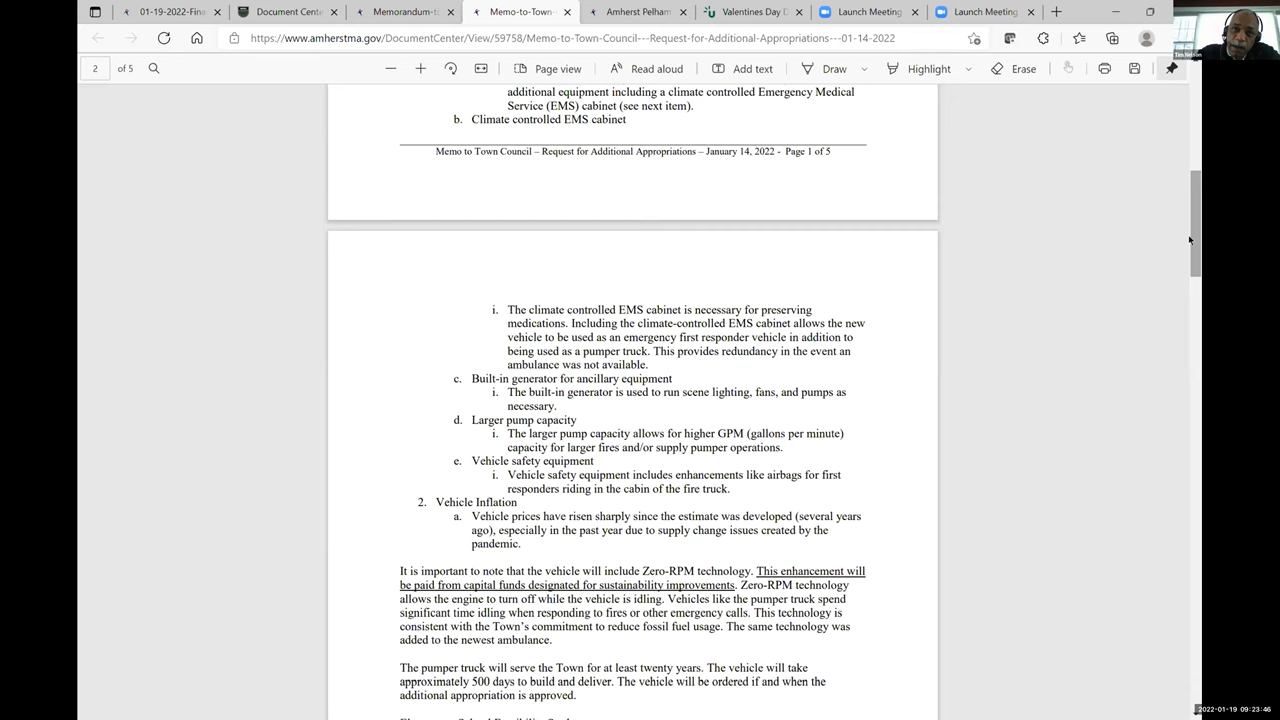 01-19-2022-Fina
Document Cente
Memorandum-to
Memo-to-Town-
Amherst Pelham
Valentines Day D
Launch Meeting
Launch Meeting
https://www.amherstma.gov/DocumentCenter/View/59758/Memo-to-Town-Council---Request-for-Additional-Appropriations---01-14-2022
2 of 5
Page view
Read aloud
Add text
Draw
Highlight
Erase
Tim Nelson
additional equipment including a climate controlled Emergency Medical
Service (EMS) cabinet (see next item).
b. Climate controlled EMS cabinet
Memo to Town Council – Request for Additional Appropriations – January 14, 2022 - Page 1 of 5
i. The climate controlled EMS cabinet is necessary for preserving
medications. Including the climate-controlled EMS cabinet allows the new
vehicle to be used as an emergency first responder vehicle in addition to
being used as a pumper truck. This provides redundancy in the event an
ambulance was not available.
c. Built-in generator for ancillary equipment
i. The built-in generator is used to run scene lighting, fans, and pumps as
necessary.
d. Larger pump capacity
i. The larger pump capacity allows for higher GPM (gallons per minute)
capacity for larger fires and/or supply pumper operations.
e. Vehicle safety equipment
i. Vehicle safety equipment includes enhancements like airbags for first
responders riding in the cabin of the fire truck.
2. Vehicle Inflation
a. Vehicle prices have risen sharply since the estimate was developed (several years
ago), especially in the past year due to supply change issues created by the
pandemic.
It is important to note that the vehicle will include Zero-RPM technology. This enhancement will
be paid from capital funds designated for sustainability improvements. Zero-RPM technology
allows the engine to turn off while the vehicle is idling. Vehicles like the pumper truck spend
significant time idling when responding to fires or other emergency calls. This technology is
consistent with the Town's commitment to reduce fossil fuel usage. The same technology was
added to the newest ambulance.
The pumper truck will serve the Town for at least twenty years. The vehicle will take
approximately 500 days to build and deliver. The vehicle will be ordered if and when the
additional appropriation is approved.
2022-01-19 09:23:46